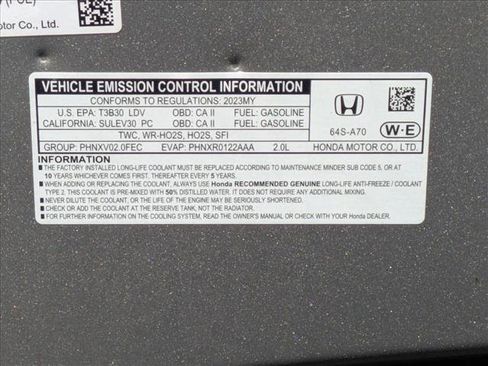 (PUL)
tor Co., Ltd.
VEHICLE EMISSION CONTROL INFORMATION
CONFORMS TO REGULATIONS: 2023MY
U.S. EPA: T3B30 LDV OBD: CA II FUEL: GASOLINE
CALIFORNIA: SULEV30 PC OBD: CA II FUEL: GASOLINE
TWC, WR-HO2S, HO2S, SFI
GROUP: PHNXV02.0FEC EVAP: PHNXR0122AAA 2.0L
64S-A70
W-E
HONDA MOTOR CO., LTD.
INFORMATION
■ THE FACTORY INSTALLED LONG-LIFE COOLANT MUST BE REPLACED ACCORDING TO MAINTENANCE MINDER SUB CODE 5, OR AT
10 YEARS WHICHEVER COMES FIRST, THEREAFTER EVERY 5 YEARS.
■ WHEN ADDING OR REPLACING THE COOLANT, ALWAYS USE Honda RECOMMENDED GENUINE LONG-LIFE ANTI-FREEZE / COOLANT
TYPE 2. THIS COOLANT IS PRE-MIXED WITH 50% DISTILLED WATER. IT DOES NOT REQUIRE ANY ADDITIONAL MIXING.
■ NEVER DILUTE THE COOLANT, OR THE LIFE OF THE ENGINE MAY BE SERIOUSLY SHORTENED.
■ CHECK OR ADD AT THE COOLANT AT THE RESERVE TANK, NOT THE RADIATOR.
■ FOR FURTHER INFORMATION ON THE COOLING SYSTEM, READ THE OWNER'S MANUAL OR CHECK WITH YOUR Honda DEALER.